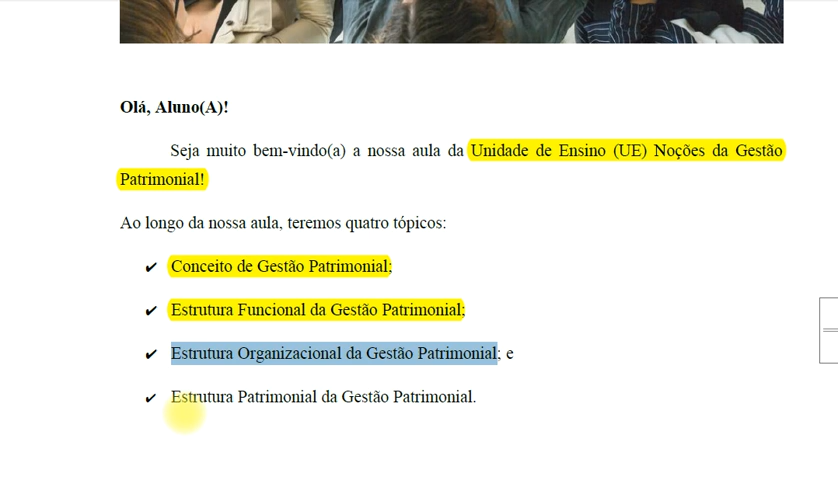 Olá, Aluno(A)!
Seja muito bem-vindo(a) a nossa aula da Unidade de Ensino (UE) Noções da Gestão
Patrimonial!
Ao longo da nossa aula, teremos quatro tópicos:
✔ Conceito de Gestão Patrimonial;
✔ Estrutura Funcional da Gestão Patrimonial;
✔ Estrutura Organizacional da Gestão Patrimonial; e
✔ Estrutura Patrimonial da Gestão Patrimonial.